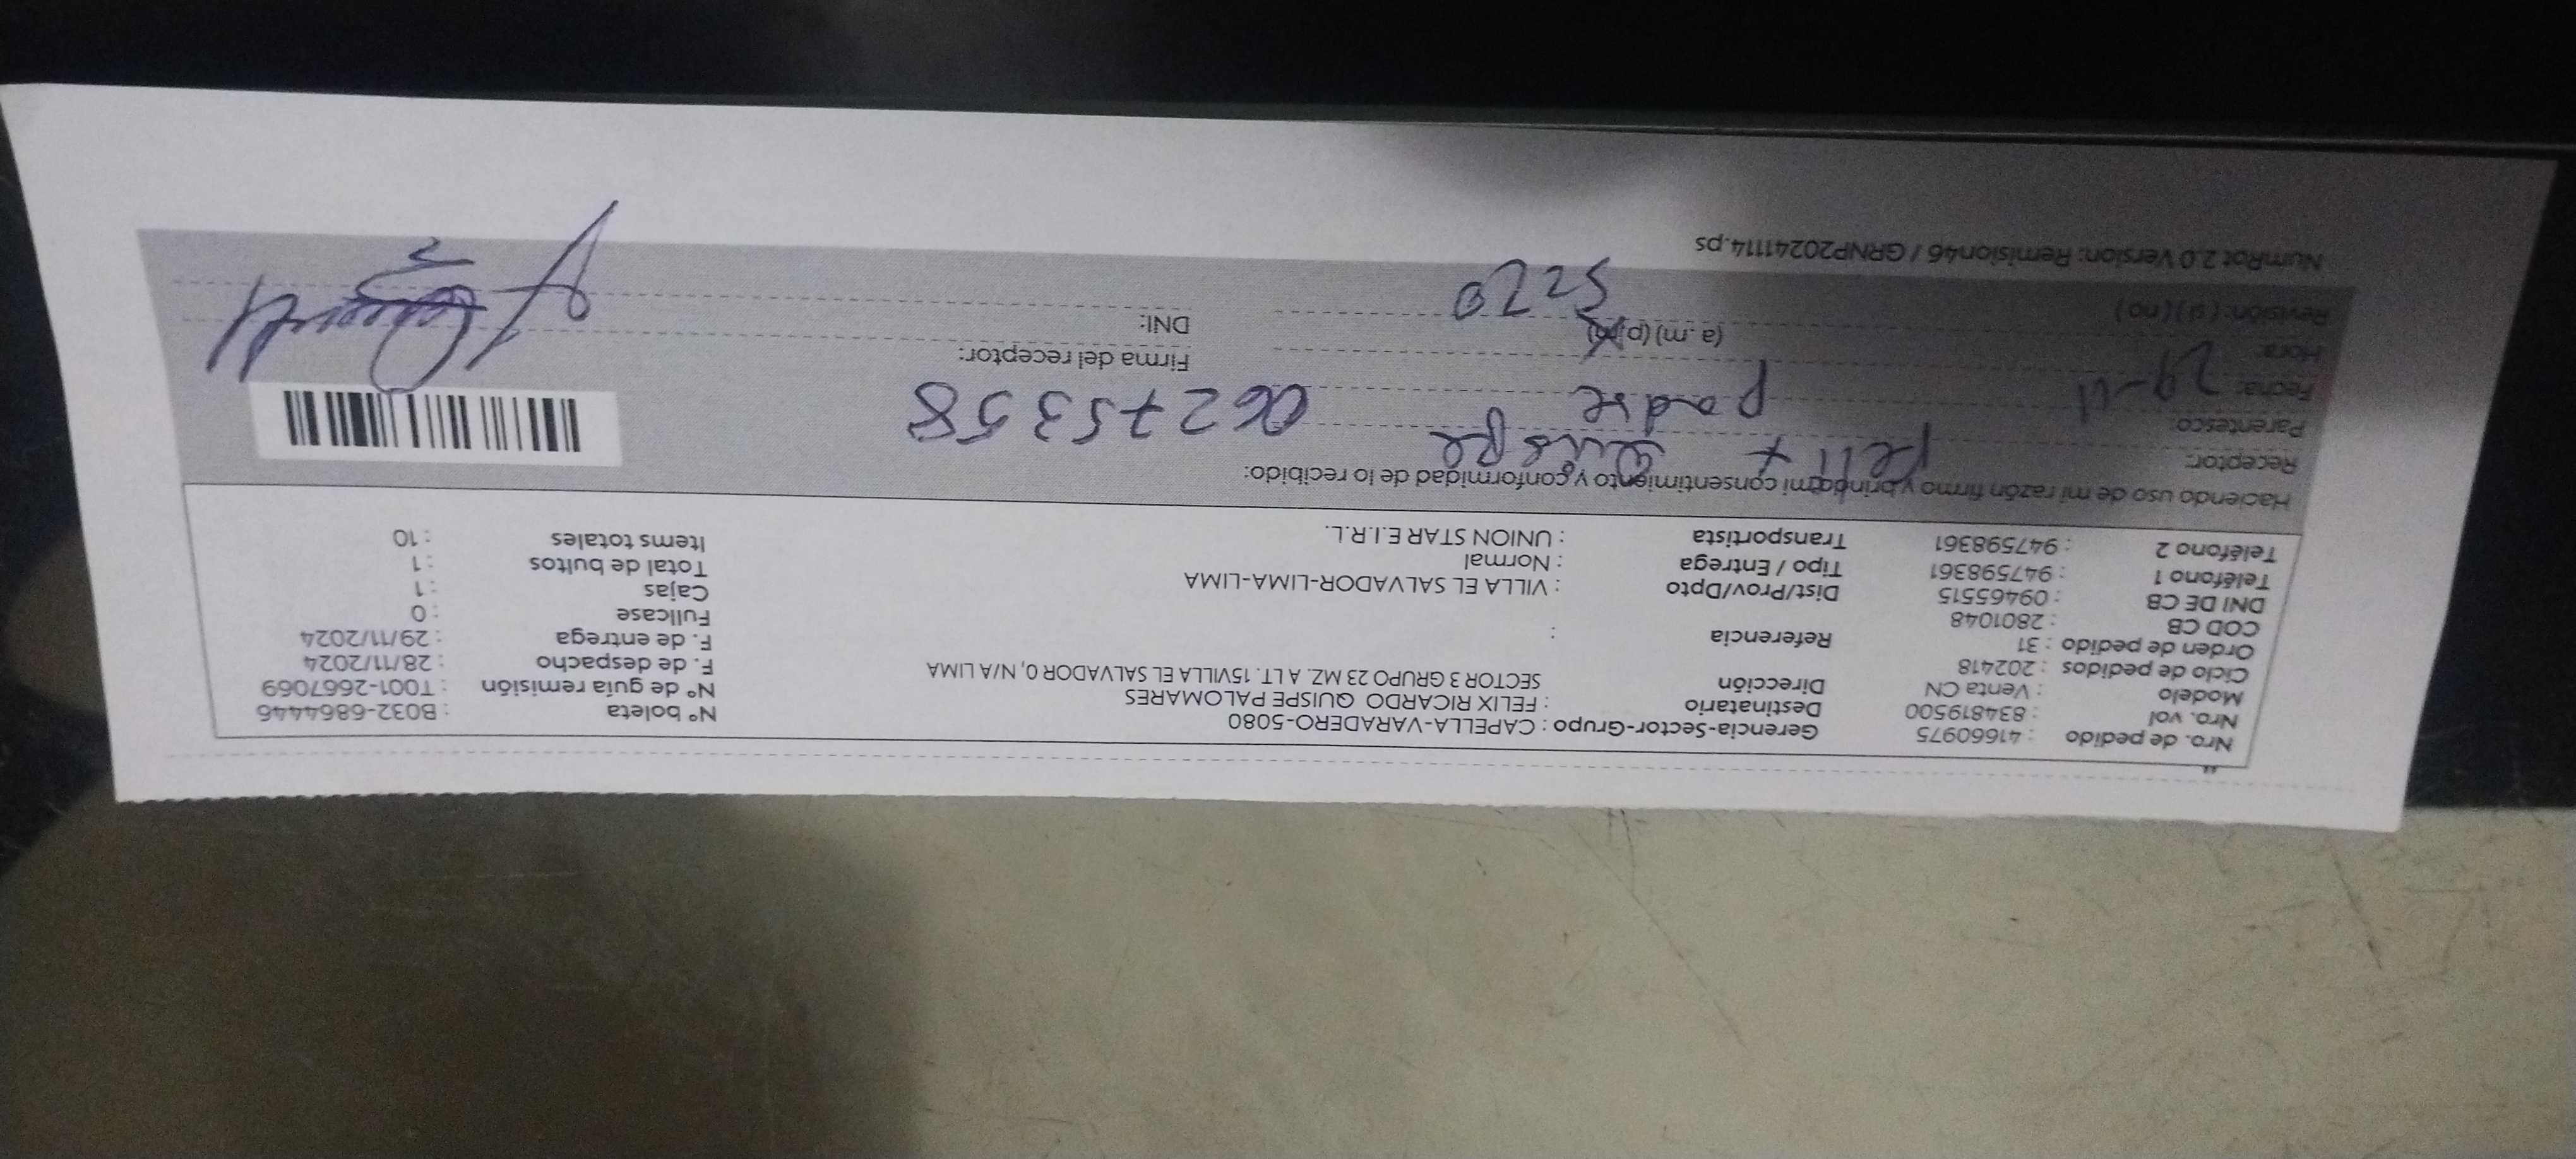 Nro. de pedido : 41660975 Gerencia-Sector-Grupo : CAPELLA-VARADERO-5080 N° boleta : B032-6864446
Nro. vol : 834819500 Destinatario : FELIX RICARDO QUISPE PALOMARES N° de guía remisión : T001-2667069
Modelo : Venta CN Dirección SECTOR 3 GRUPO 23 MZ. A LT. 15VILLA EL SALVADOR 0, N/A LIMA F. de despacho : 28/11/2024
Ciclo de pedidos : 202418 F. de entrega : 29/11/2024
Orden de pedido : 31 Referencia : Fullcase : 0
COD CB : 2801048 Cajas : 1
DNI DE CB : 09465515 Dist/Prov/Dpto : VILLA EL SALVADOR-LIMA-LIMA Total de bultos : 1
Teléfono 1 : 947598361 Tipo / Entrega : Normal Items totales : 10
Teléfono 2 : 947598361 Transportista : UNION STAR E.I.R.L.
Haciendo uso de mi razón firmo y brindo mi consentimiento y conformidad de lo recibido:
Receptor: Felix Quispe
Parentesco: padre 06275358
Fecha: 29-11 Firma del receptor:
Hora: (a.m) (p.m) DNI:
Revisión: (si) (no)
NumRot 2.0 Version: Remision46 / GRNP20241114.ps